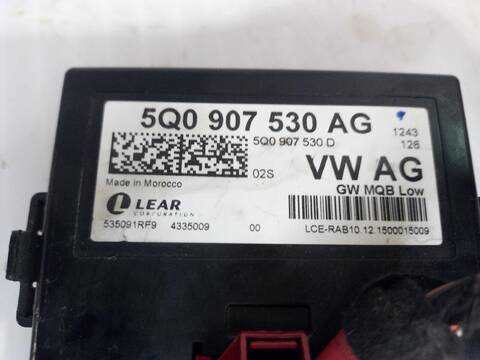 5Q0 907 530 AG
1243
5Q0 907 530 D
126
02S
VW AG
Made in Morocco
GW MQB Low
LEAR
CORPORATION
535091RF9 4335009 00
LCE-RAB10.12.1500015009